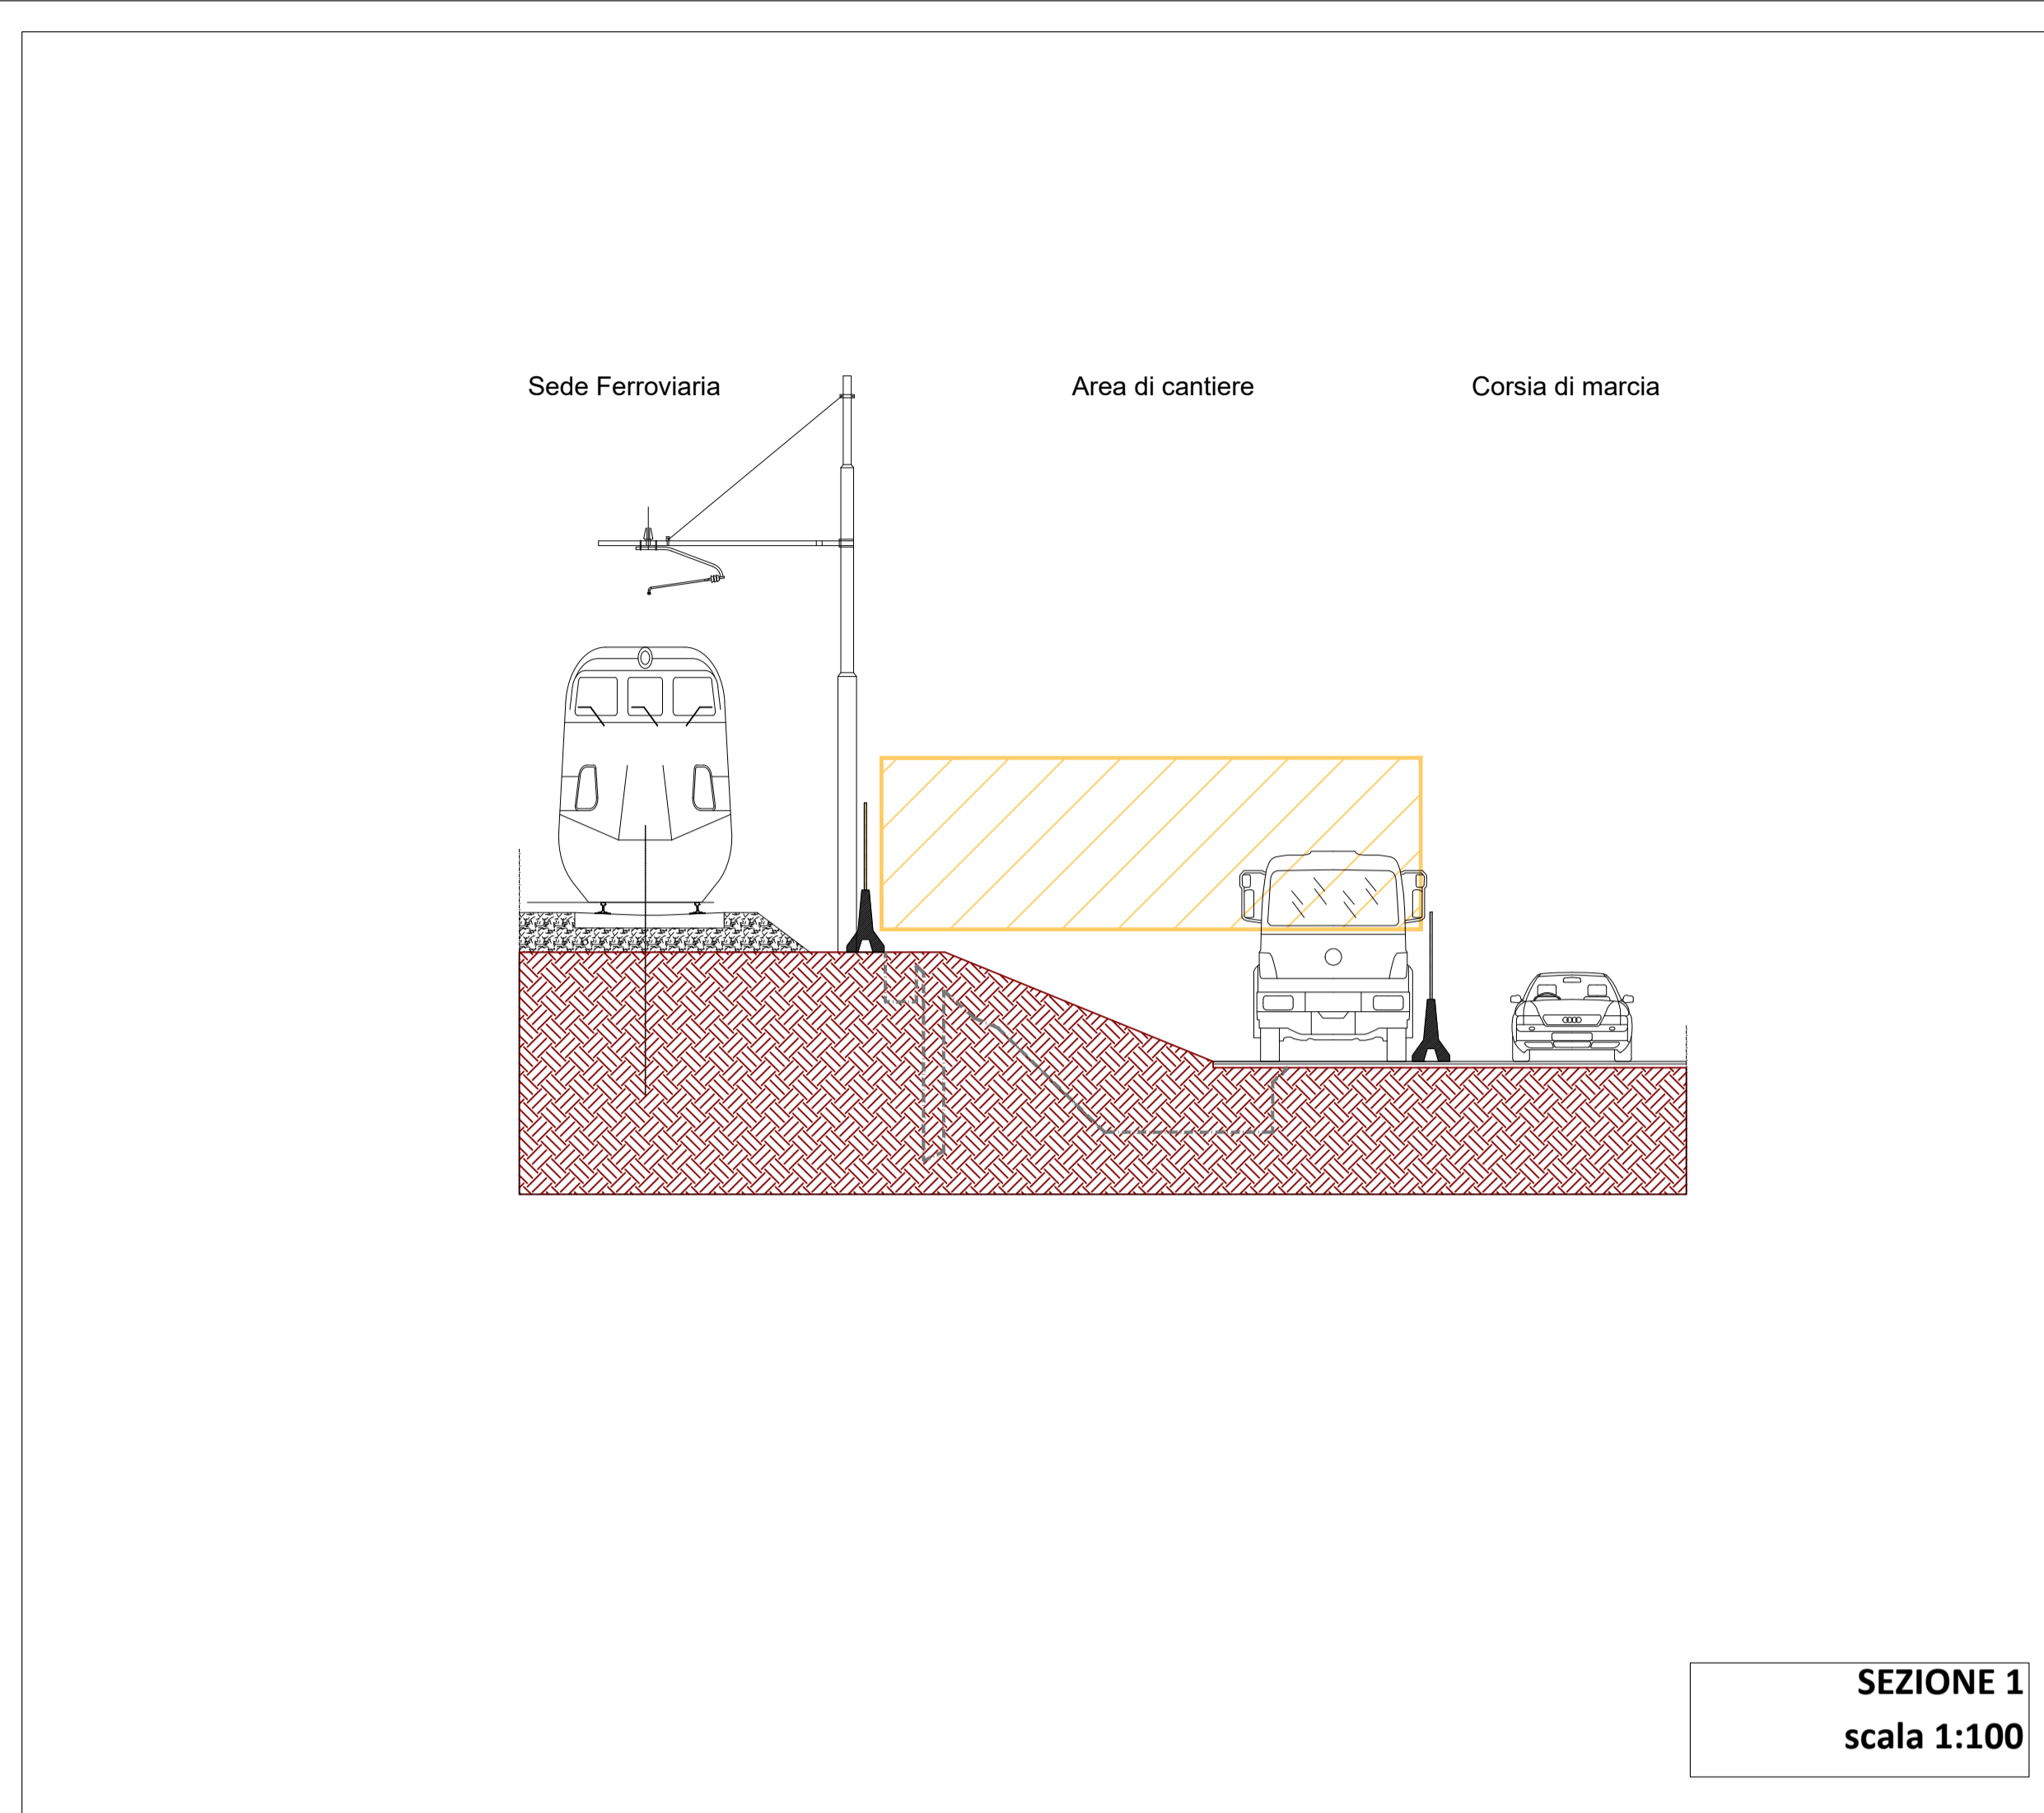 Sede Ferroviaria
Area di cantiere
Corsia di marcia
SEZIONE 1
scala 1:100